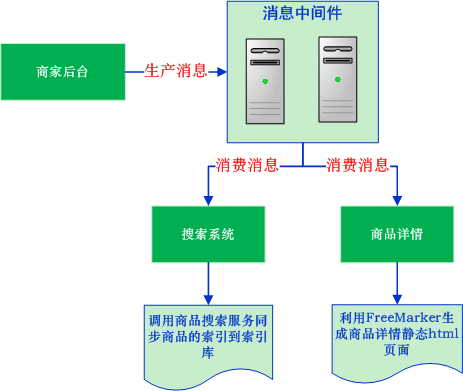 消息中间件
商家后台
生产消息
消费消息
消费消息
搜索系统
商品详情
调用商品搜索服务同
步商品的索引到索引
库
利用FreeMarker生
成商品详情静态html
页面